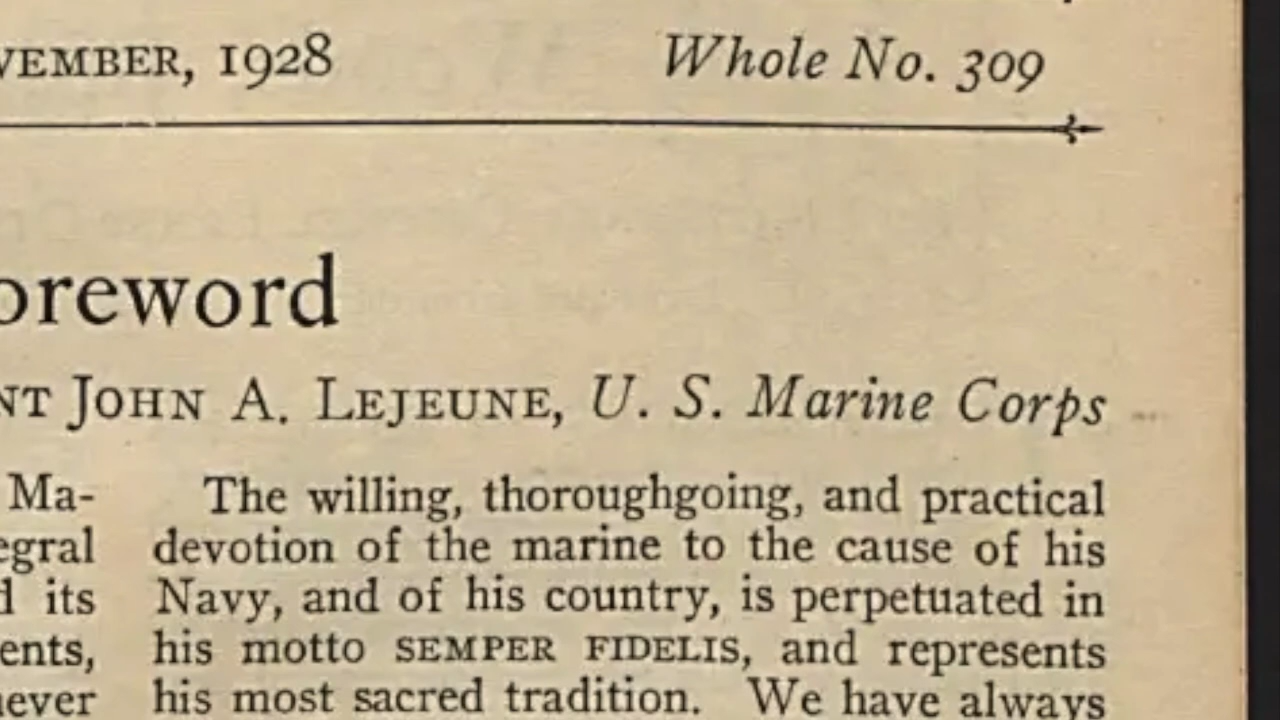 VEMBER, 1928 Whole No. 309
oreword
NT JOHN A. LEJEUNE, U. S. Marine Corps
Ma-
egral
d its
ents,
never
The willing, thoroughgoing, and practical
devotion of the marine to the cause of his
Navy, and of his country, is perpetuated in
his motto SEMPER FIDELIS, and represents
his most sacred tradition. We have always